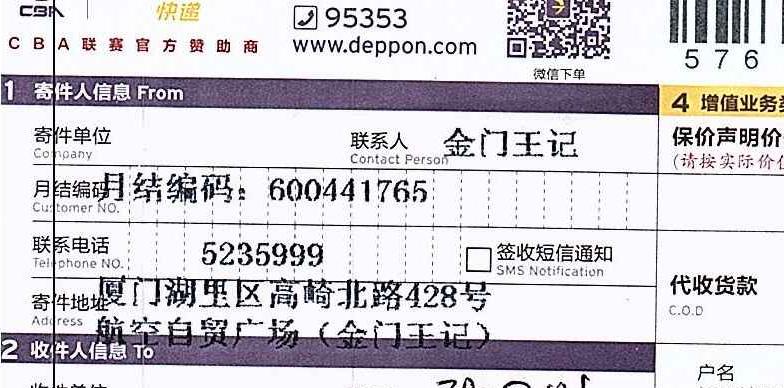 CBA
快递
95353
CBA联赛官方赞助商
www.deppon.com
微信下单
576
1 寄件人信息 From
4 增值业务
寄件单位
Company
联系人 金门王记
Contact Person
保价声明价
(请按实际价
月结编码 月结编码：600441765
Customer NO.
联系电话 5235999
Telephone NO.
签收短信通知
SMS Notification
代收货款
C.O.D
寄件地址 厦门湖里区高崎北路428号
Address 航空自贸广场（金门王记）
2 收件人信息 To
户名